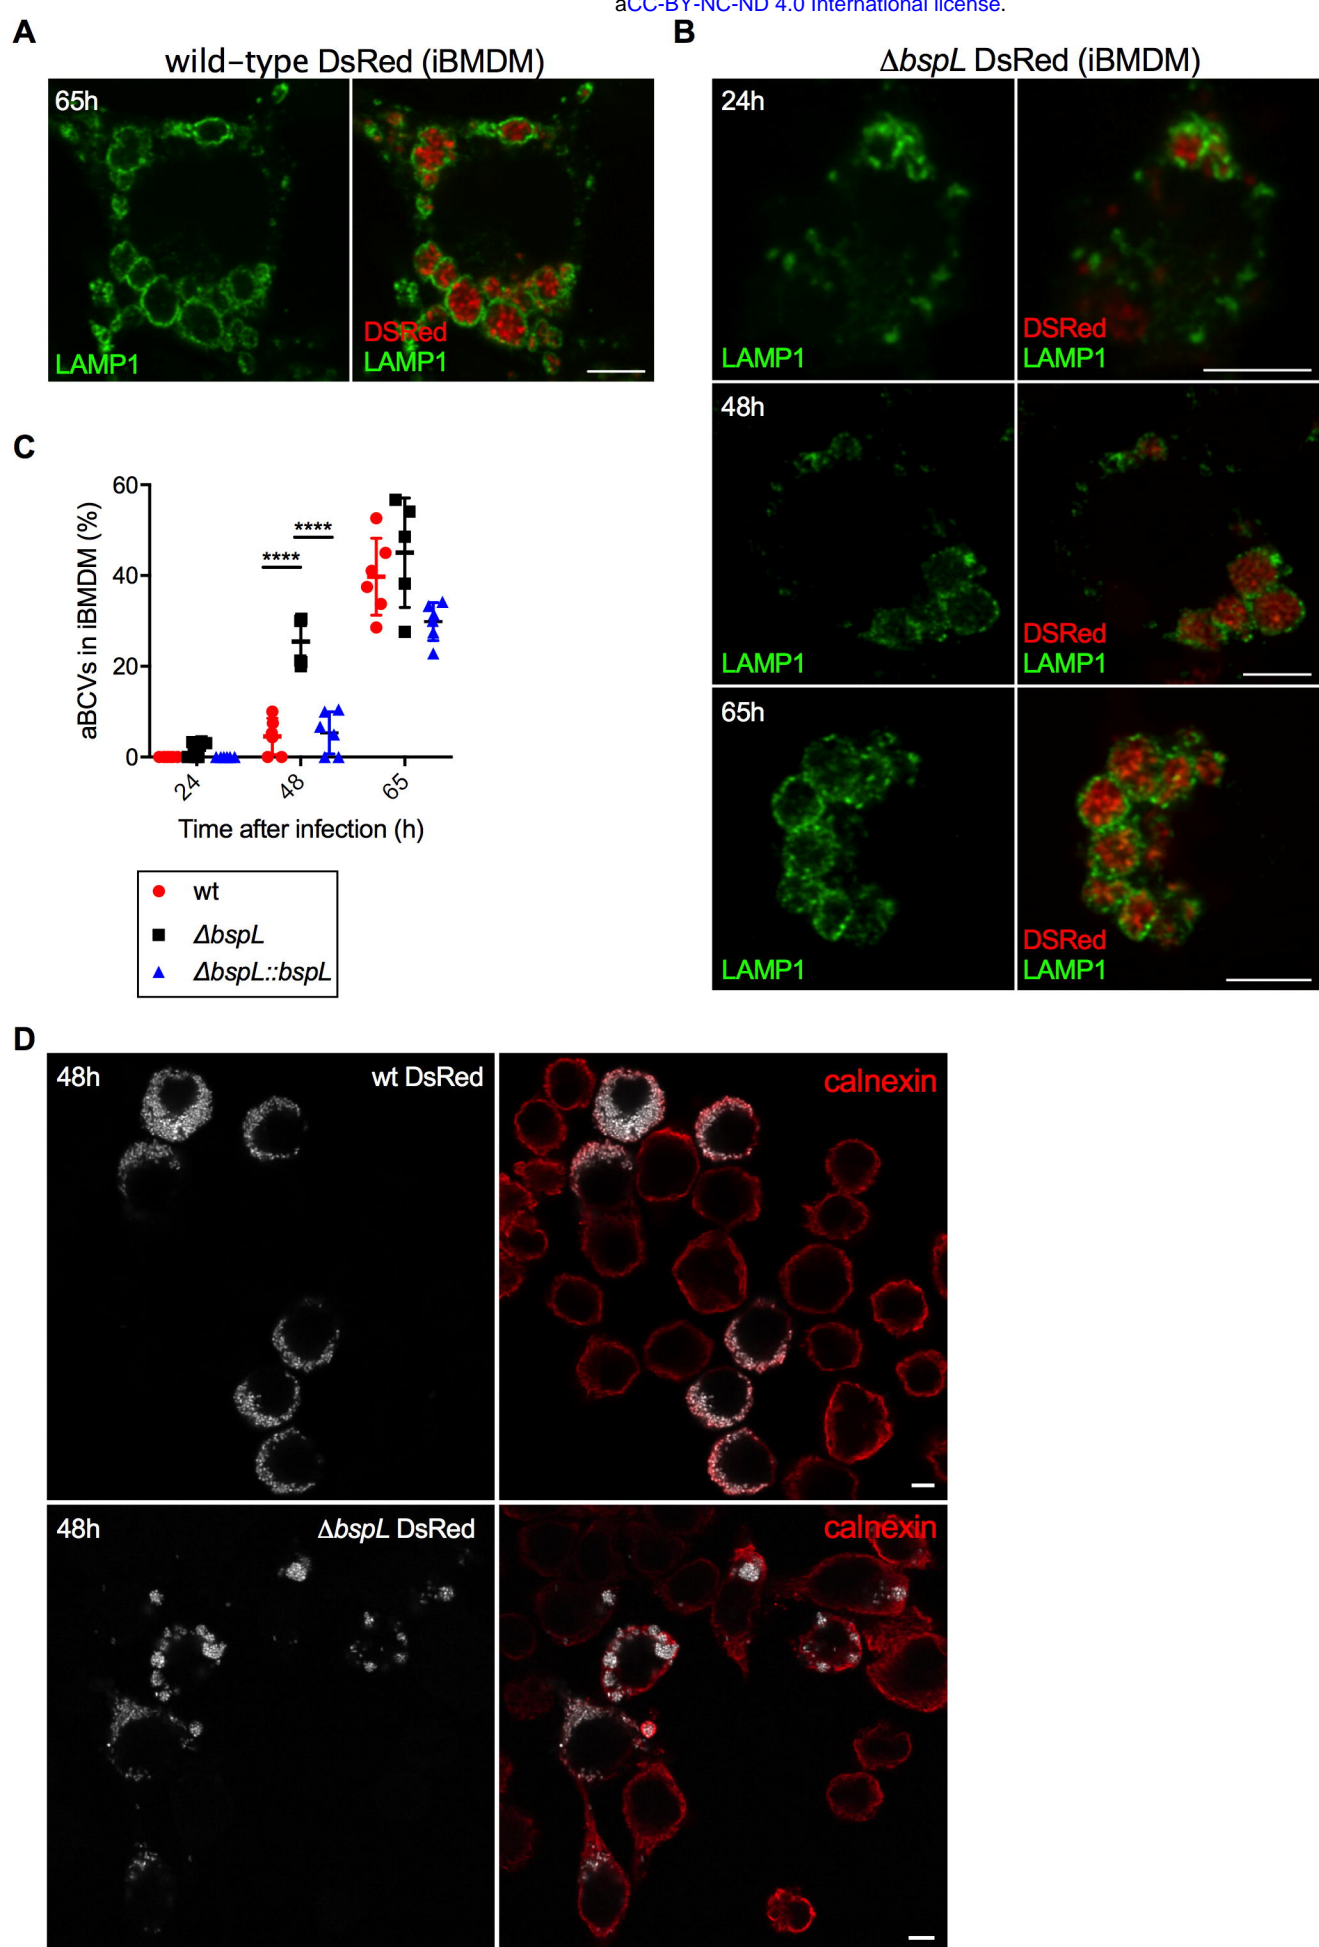 aCC-BY-NC-ND 4.0 International license.
A
wild-type DsRed (iBMDM)
65h
LAMP1
DSRed
LAMP1
B
ΔbspL DsRed (iBMDM)
24h
LAMP1
DSRed
LAMP1
48h
LAMP1
DSRed
LAMP1
65h
LAMP1
DSRed
LAMP1
C
aBCVs in iBMDM (%)
60
40
20
0
****
****
24
48
65
Time after infection (h)
wt
ΔbspL
ΔbspL::bspL
D
48h
wt DsRed
calnexin
48h
ΔbspL DsRed
calnexin